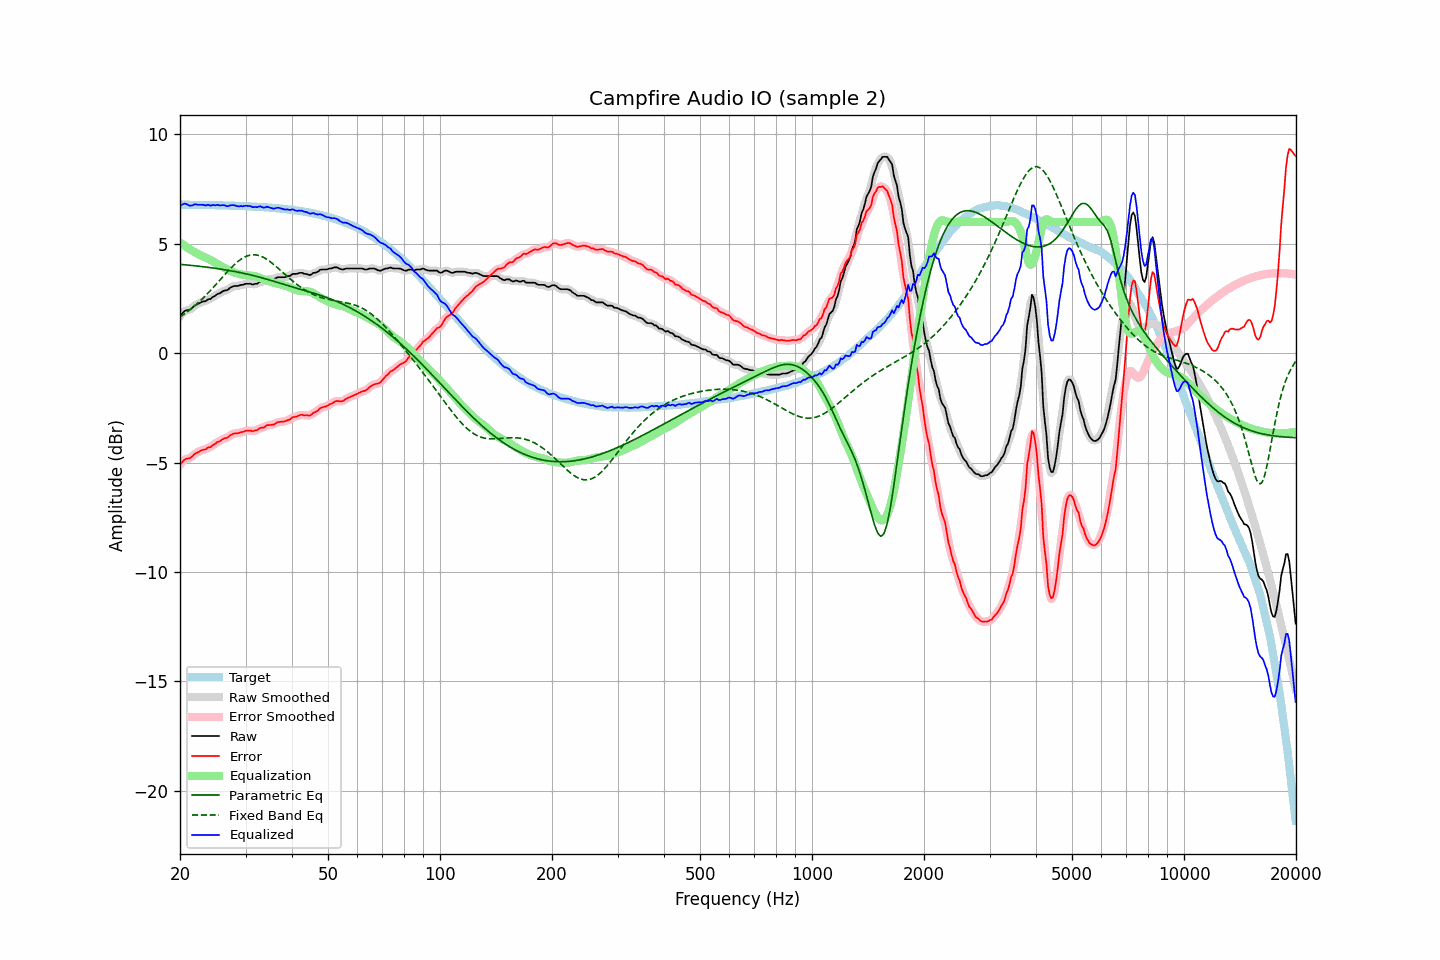 Campfire Audio IO (sample 2)
10
5
0
−5
−10
−15
−20
Amplitude (dBr)
Target
Raw Smoothed
Error Smoothed
Raw
Error
Equalization
Parametric Eq
Fixed Band Eq
Equalized
20 50 100 200 500 1000 2000 5000 10000 20000
Frequency (Hz)